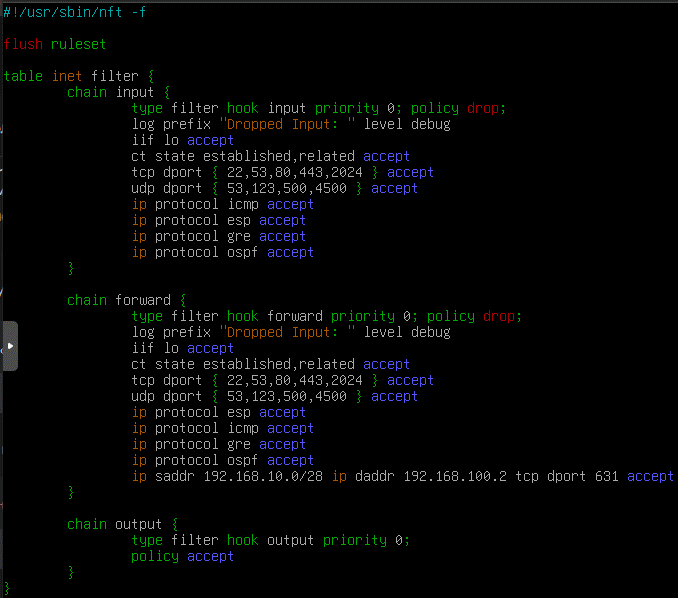 #!/usr/sbin/nft -f
flush ruleset
table inet filter {
chain input {
type filter hook input priority 0; policy drop;
log prefix "Dropped Input: " level debug
iif lo accept
ct state established,related accept
tcp dport { 22,53,80,443,2024 } accept
udp dport { 53,123,500,4500 } accept
ip protocol icmp accept
ip protocol esp accept
ip protocol gre accept
ip protocol ospf accept
}
chain forward {
type filter hook forward priority 0; policy drop;
log prefix "Dropped Input: " level debug
iif lo accept
ct state established,related accept
tcp dport { 22,53,80,443,2024 } accept
udp dport { 53,123,500,4500 } accept
ip protocol esp accept
ip protocol icmp accept
ip protocol gre accept
ip protocol ospf accept
ip saddr 192.168.10.0/28 ip daddr 192.168.100.2 tcp dport 631 accept
}
chain output {
type filter hook output priority 0;
policy accept
}
}